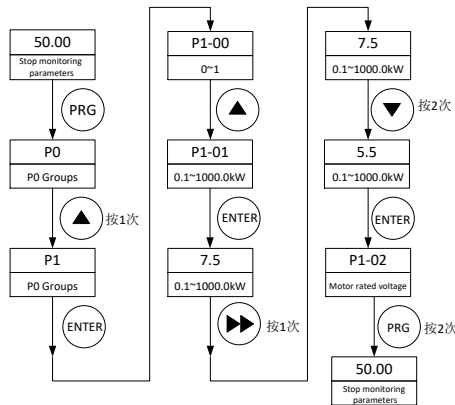 50.00
Stop monitoring
parameters
PRG
P0
P0 Groups
按1次
P1
P0 Groups
ENTER
P1-00
0~1
P1-01
0.1~1000.0kW
ENTER
7.5
0.1~1000.0kW
按1次
7.5
0.1~1000.0kW
按2次
5.5
0.1~1000.0kW
ENTER
P1-02
Motor rated voltage
PRG 按2次
50.00
Stop monitoring
parameters